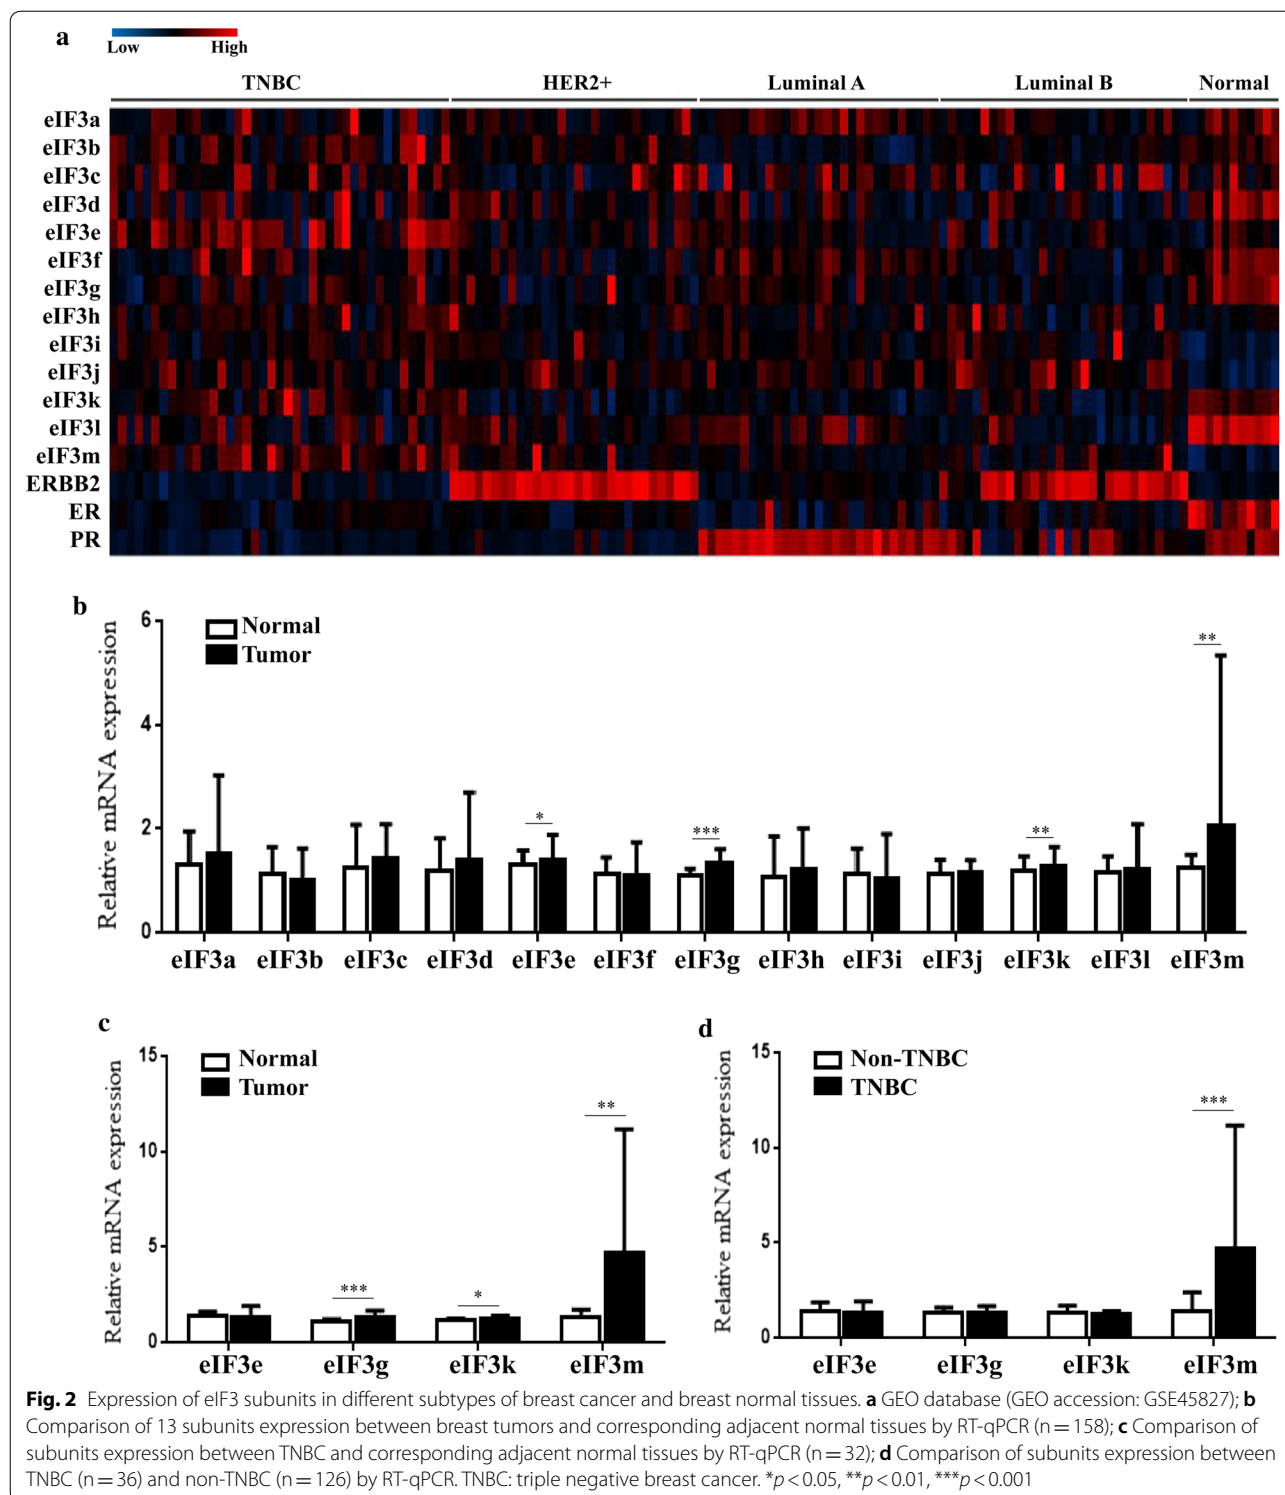 a
Low High
TNBC HER2+ Luminal A Luminal B Normal
eIF3a
eIF3b
eIF3c
eIF3d
eIF3e
eIF3f
eIF3g
eIF3h
eIF3i
eIF3j
eIF3k
eIF3l
eIF3m
ERBB2
ER
PR
b
Relative mRNA expression
6
4
2
0
Normal
Tumor
* *** ** **
eIF3a eIF3b eIF3c eIF3d eIF3e eIF3f eIF3g eIF3h eIF3i eIF3j eIF3k eIF3l eIF3m
c
Relative mRNA expression
15
10
5
0
Normal
Tumor
*** * **
eIF3e eIF3g eIF3k eIF3m
d
Relative mRNA expression
15
10
5
0
Non-TNBC
TNBC
***
eIF3e eIF3g eIF3k eIF3m
Fig. 2 Expression of eIF3 subunits in different subtypes of breast cancer and breast normal tissues. a GEO database (GEO accession: GSE45827); b
Comparison of 13 subunits expression between breast tumors and corresponding adjacent normal tissues by RT-qPCR (n = 158); c Comparison of
subunits expression between TNBC and corresponding adjacent normal tissues by RT-qPCR (n = 32); d Comparison of subunits expression between
TNBC (n = 36) and non-TNBC (n = 126) by RT-qPCR. TNBC: triple negative breast cancer. *p < 0.05, **p < 0.01, ***p < 0.001